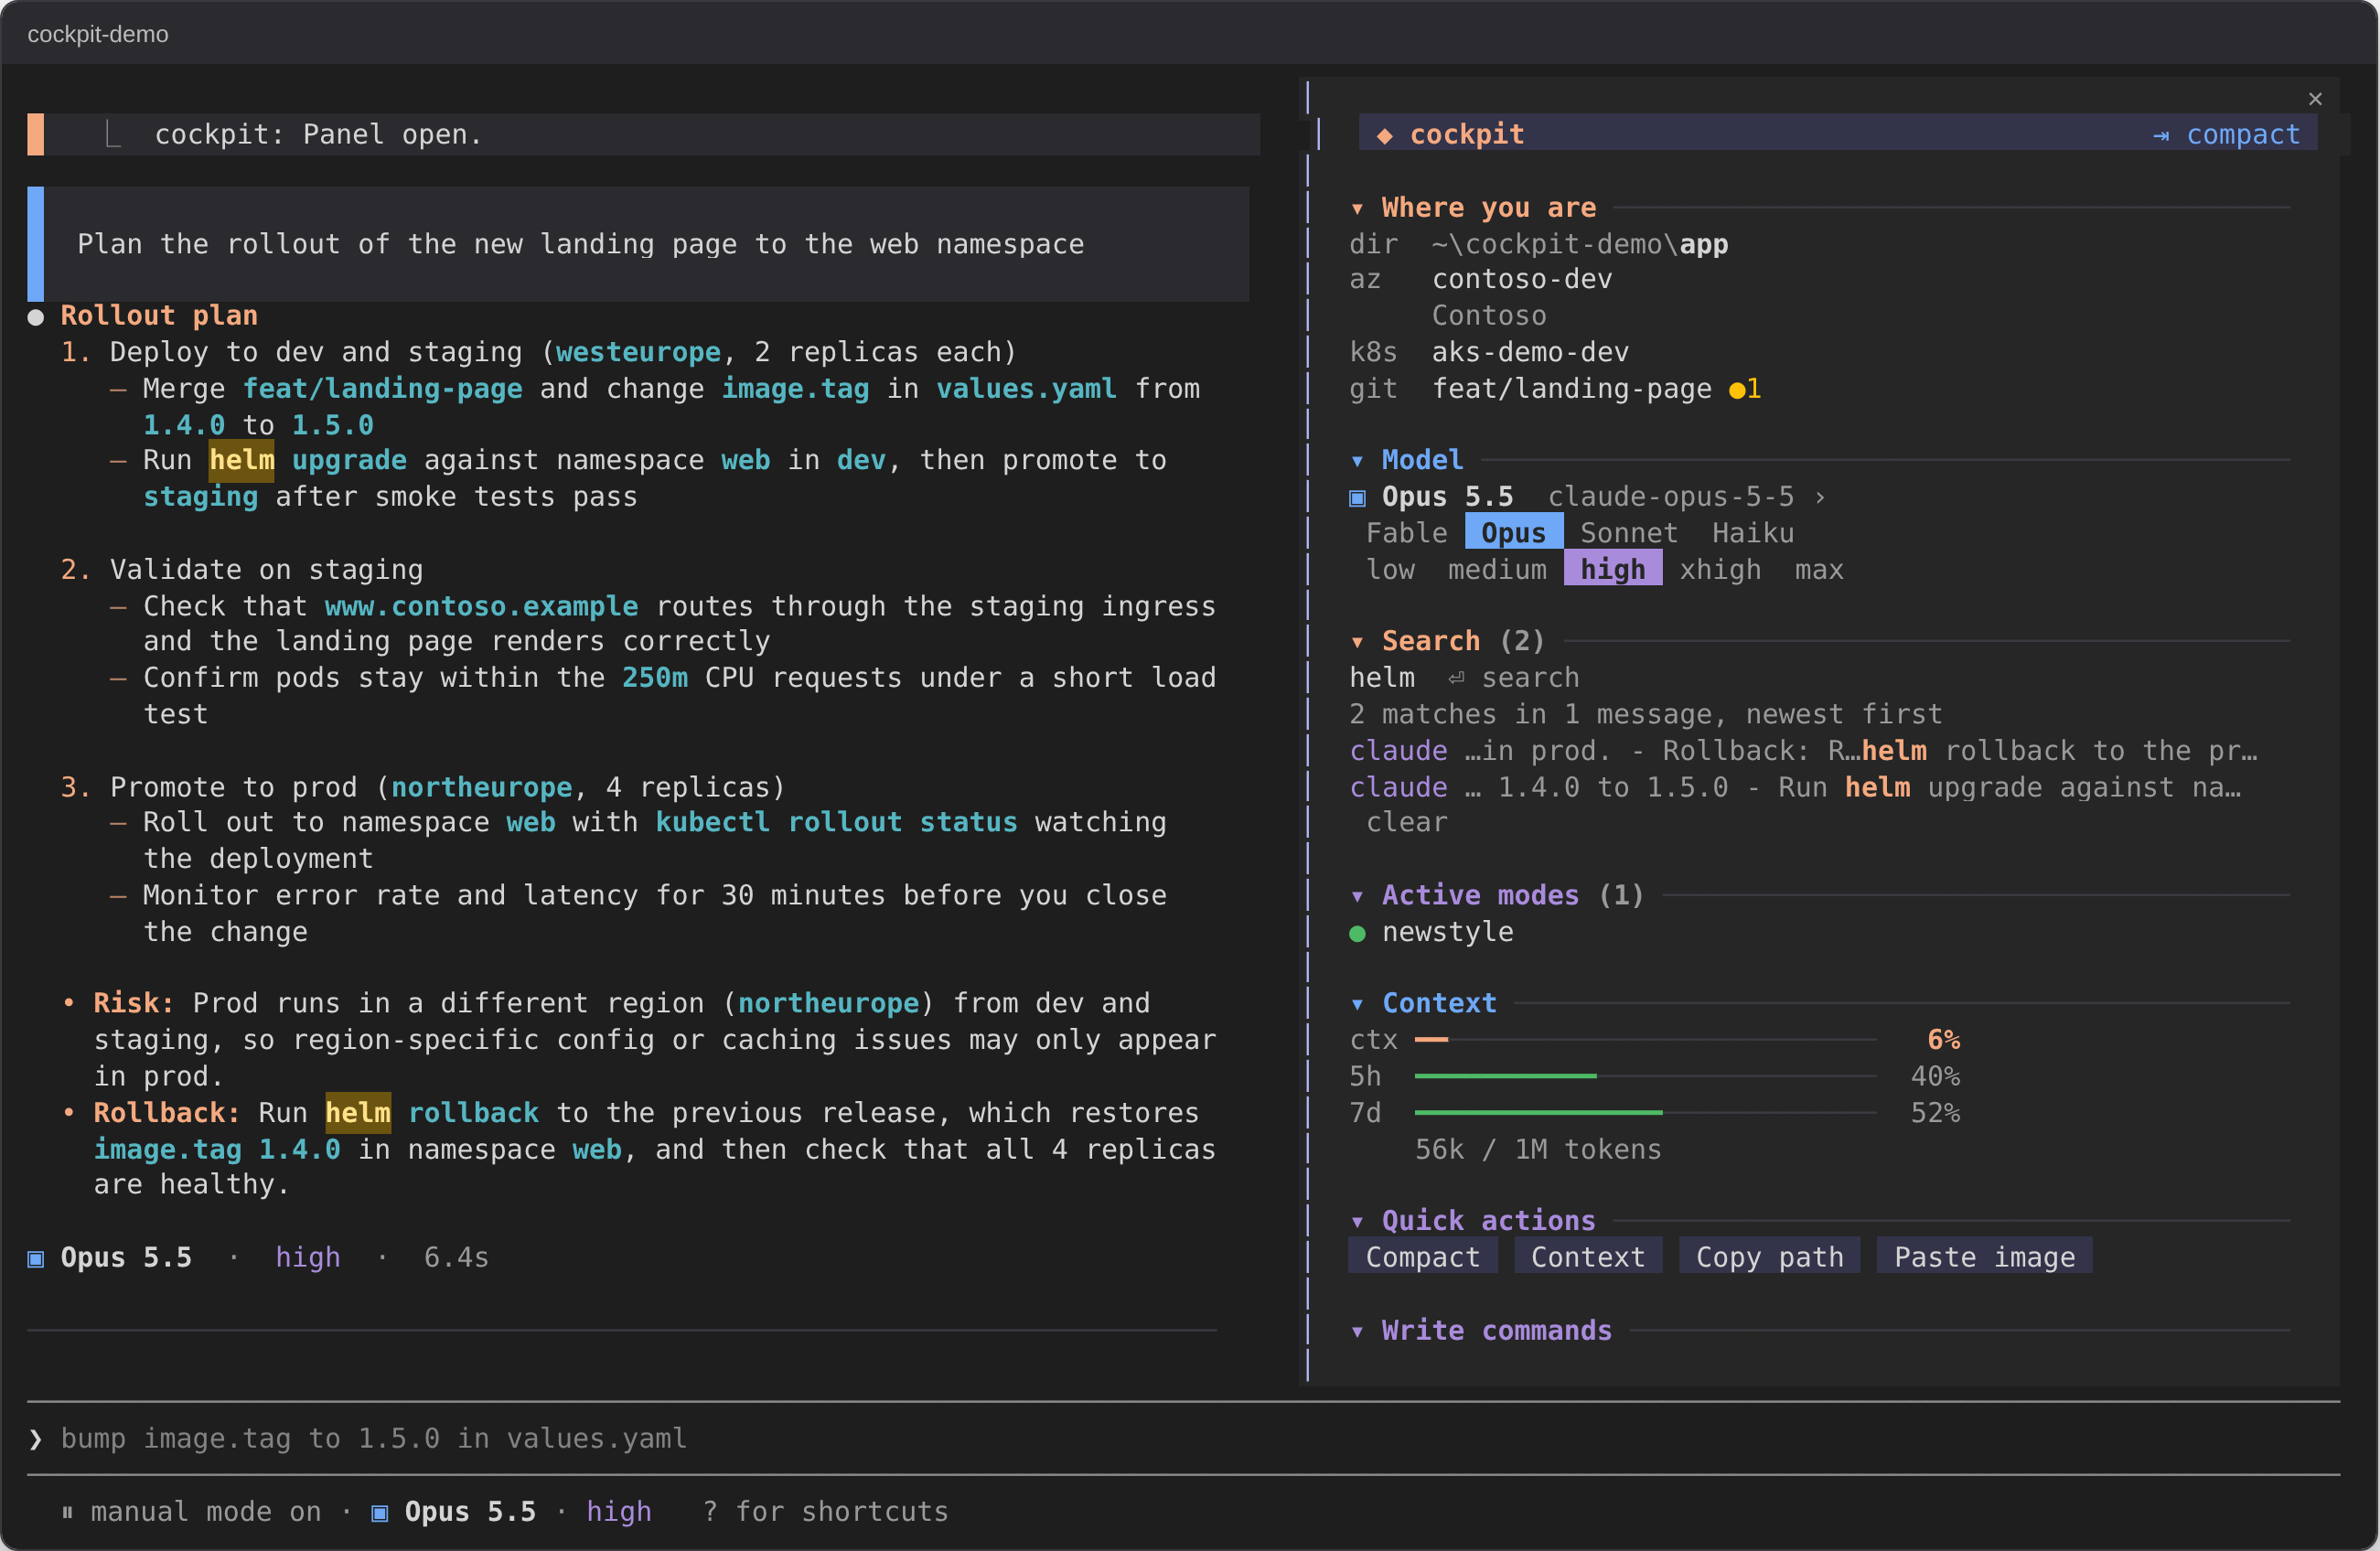 cockpit-demo
⎿ cockpit: Panel open.
Plan the rollout of the new landing page to the web namespace
● Rollout plan
1. Deploy to dev and staging (westeurope, 2 replicas each)
– Merge feat/landing-page and change image.tag in values.yaml from
1.4.0 to 1.5.0
– Run helm upgrade against namespace web in dev, then promote to
staging after smoke tests pass
2. Validate on staging
– Check that www.contoso.example routes through the staging ingress
and the landing page renders correctly
– Confirm pods stay within the 250m CPU requests under a short load
test
3. Promote to prod (northeurope, 4 replicas)
– Roll out to namespace web with kubectl rollout status watching
the deployment
– Monitor error rate and latency for 30 minutes before you close
the change
• Risk: Prod runs in a different region (northeurope) from dev and
staging, so region-specific config or caching issues may only appear
in prod.
• Rollback: Run helm rollback to the previous release, which restores
image.tag 1.4.0 in namespace web, and then check that all 4 replicas
are healthy.
▣ Opus 5.5 · high · 6.4s
×
◆ cockpit ⇥ compact
▾ Where you are
dir ~\cockpit-demo\app
az contoso-dev
Contoso
k8s aks-demo-dev
git feat/landing-page ●1
▾ Model
▣ Opus 5.5 claude-opus-5-5 ›
Fable Opus Sonnet Haiku
low medium high xhigh max
▾ Search (2)
helm ⏎ search
2 matches in 1 message, newest first
claude …in prod. - Rollback: R…helm rollback to the pr…
claude … 1.4.0 to 1.5.0 - Run helm upgrade against na…
clear
▾ Active modes (1)
● newstyle
▾ Context
ctx 6%
5h 40%
7d 52%
56k / 1M tokens
▾ Quick actions
Compact Context Copy path Paste image
▾ Write commands
❯ bump image.tag to 1.5.0 in values.yaml
⏸ manual mode on · ▣ Opus 5.5 · high ? for shortcuts